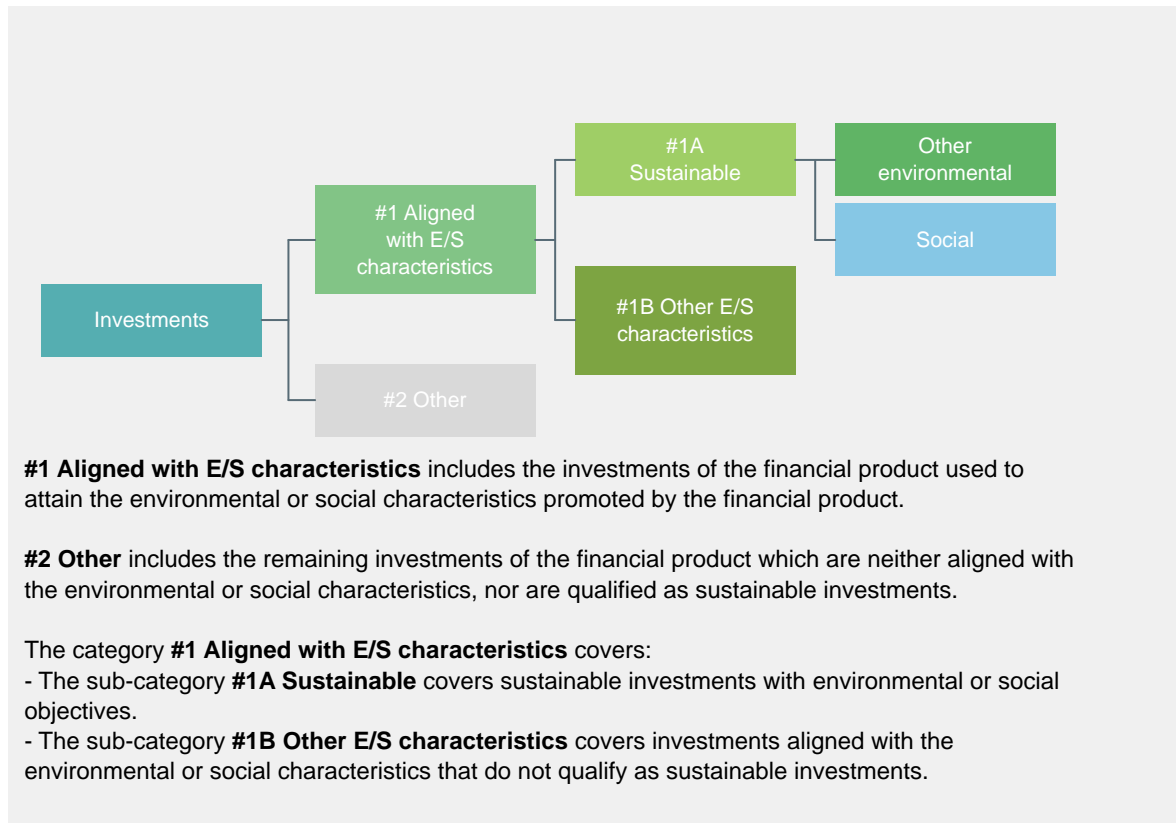 #1A
Sustainable
Other
environmental
#1 Aligned
with E/S
characteristics
Social
Investments
#1B Other E/S
characteristics
#2 Other
#1 Aligned with E/S characteristics includes the investments of the financial product used to
attain the environmental or social characteristics promoted by the financial product.
#2 Other includes the remaining investments of the financial product which are neither aligned with
the environmental or social characteristics, nor are qualified as sustainable investments.
The category #1 Aligned with E/S characteristics covers:
- The sub-category #1A Sustainable covers sustainable investments with environmental or social
objectives.
- The sub-category #1B Other E/S characteristics covers investments aligned with the
environmental or social characteristics that do not qualify as sustainable investments.